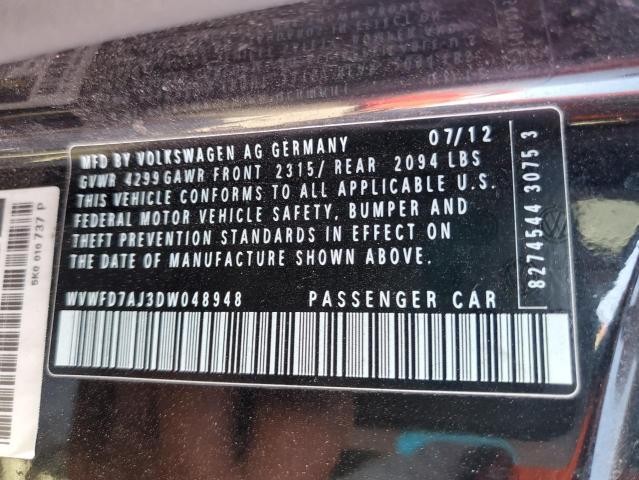 MFD BY VOLKSWAGEN AG GERMANY 07/12
GVWR 4299 GAWR FRONT 2315/ REAR 2094 LBS
THIS VEHICLE CONFORMS TO ALL APPLICABLE U.S.
FEDERAL MOTOR VEHICLE SAFETY, BUMPER AND
THEFT PREVENTION STANDARDS IN EFFECT ON
THE DATE OF MANUFACTURE SHOWN ABOVE.
WVWFD7AJ3DW048948 PASSENGER CAR
8274544 3075 3
5K0 010 737 P